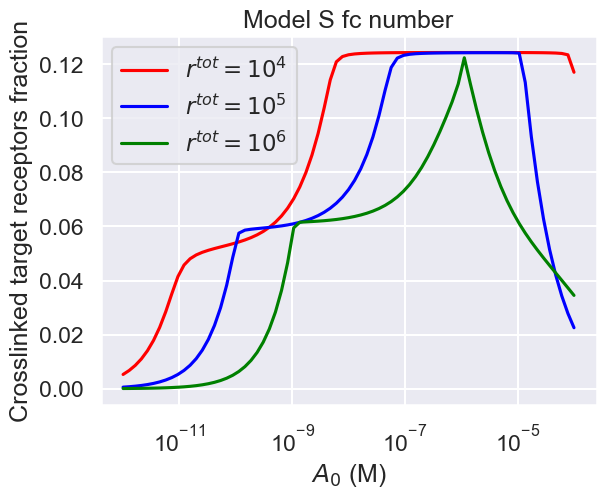 Model S fc number
Crosslinked target receptors fraction
0.12
0.10
0.08
0.06
0.04
0.02
0.00
r^{tot} = 10^4
r^{tot} = 10^5
r^{tot} = 10^6
10^{-11} 10^{-9} 10^{-7} 10^{-5}
A_0 (M)